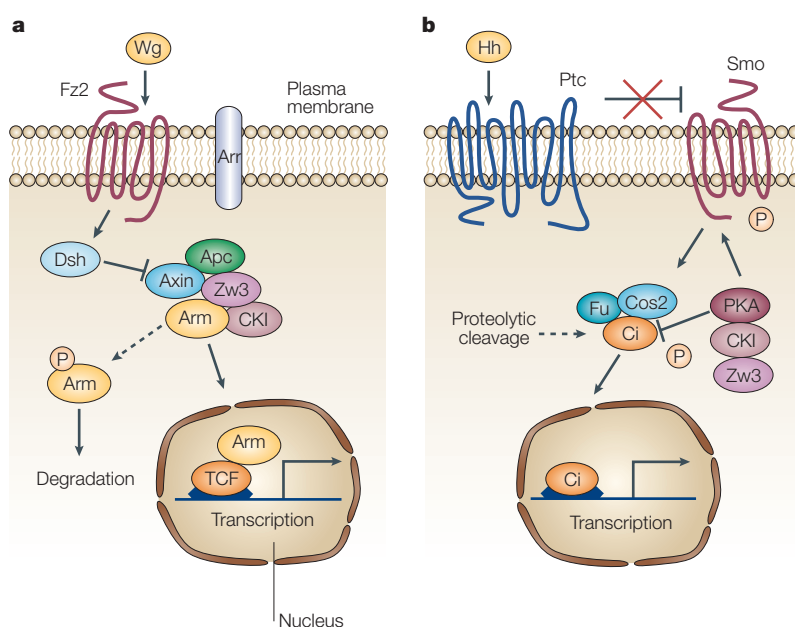 a
Wg
Fz2
Plasma
membrane
Arr
Dsh
Apc
Axin
Zw3
Arm
CKI
P
Arm
Degradation
Arm
TCF
Transcription
Nucleus
b
Hh
Ptc
Smo
P
Fu
Cos2
PKA
Proteolytic
cleavage
Ci
CKI
P
Zw3
Ci
Transcription